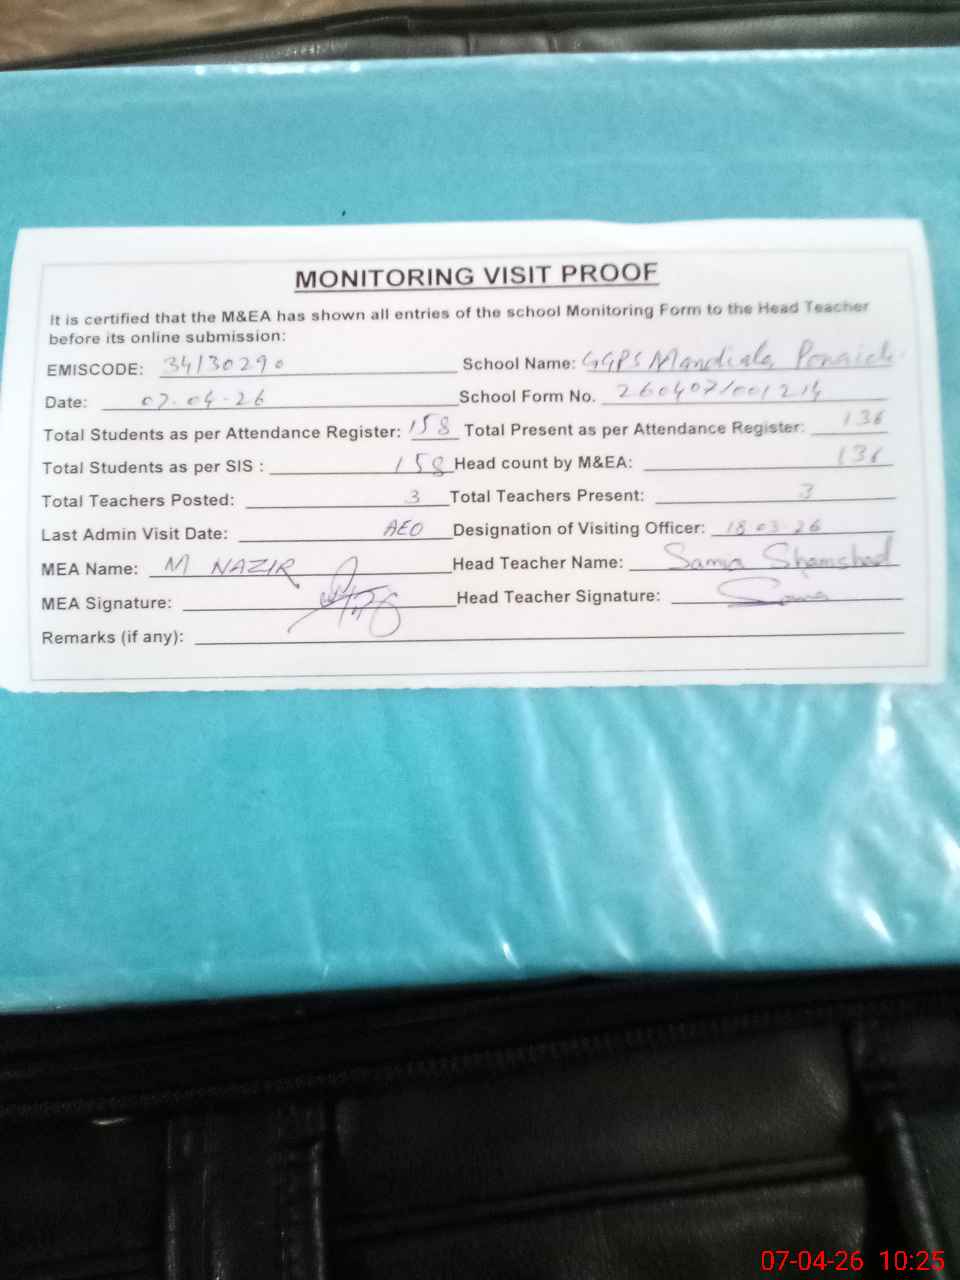 MONITORING VISIT PROOF
It is certified that the M&EA has shown all entries of the school Monitoring Form to the Head Teacher
before its online submission:
EMISCODE: 34130290 School Name: GGPS Mandiala Ponaich
Date: 07.04.26 School Form No. 260407/001214
Total Students as per Attendance Register: 158 Total Present as per Attendance Register: 136
Total Students as per SIS : 158 Head count by M&EA: 136
Total Teachers Posted: 3 Total Teachers Present: 3
Last Admin Visit Date: AEO Designation of Visiting Officer: 18.03.26
MEA Name: M NAZIR Head Teacher Name: Samia Shamshad
MEA Signature: Head Teacher Signature:
Remarks (if any):
07-04-26 10:25